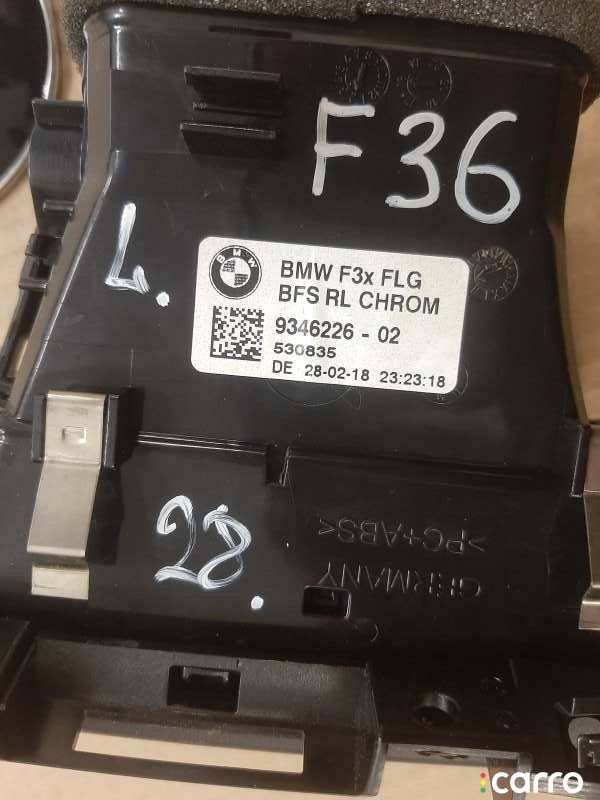 F36
L.
BMW
BMW F3x FLG
BFS RL CHROM
9346226 - 02
530835
DE 28-02-18 23:23:18
28.
>PC+ABS<
GERMANY
carro